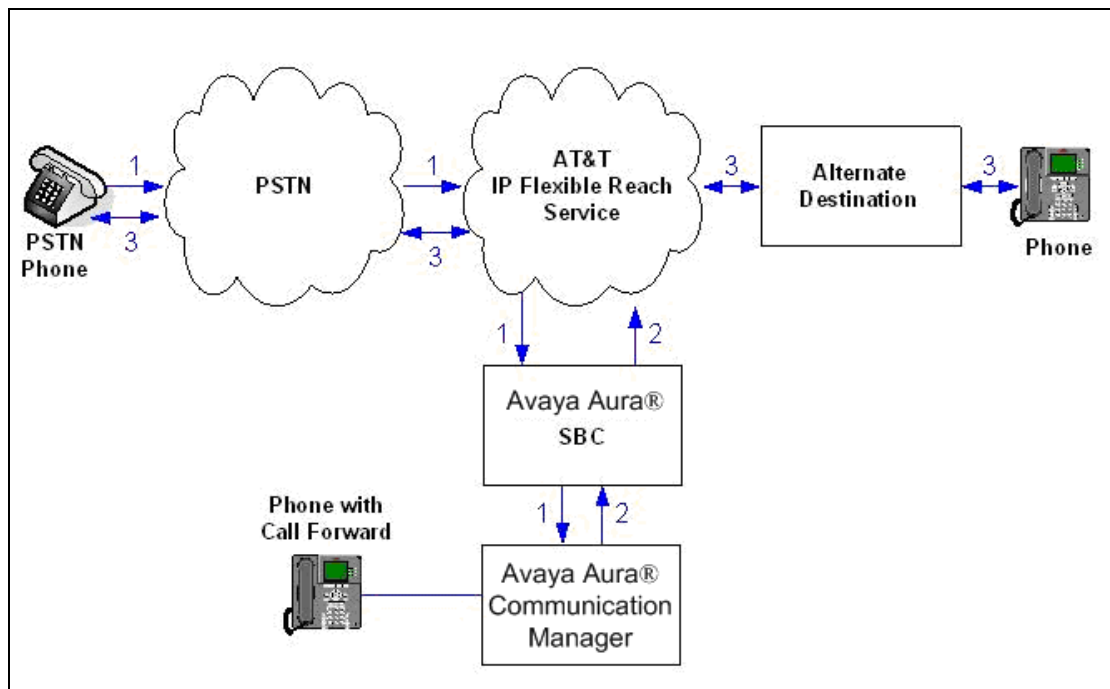 1
PSTN
1
AT&T
IP Flexible Reach
Service
3
Alternate
Destination
3
3
PSTN
Phone
3
Phone
1
2
Avaya Aura®
SBC
1
2
Phone with
Call Forward
Avaya Aura®
Communication
Manager